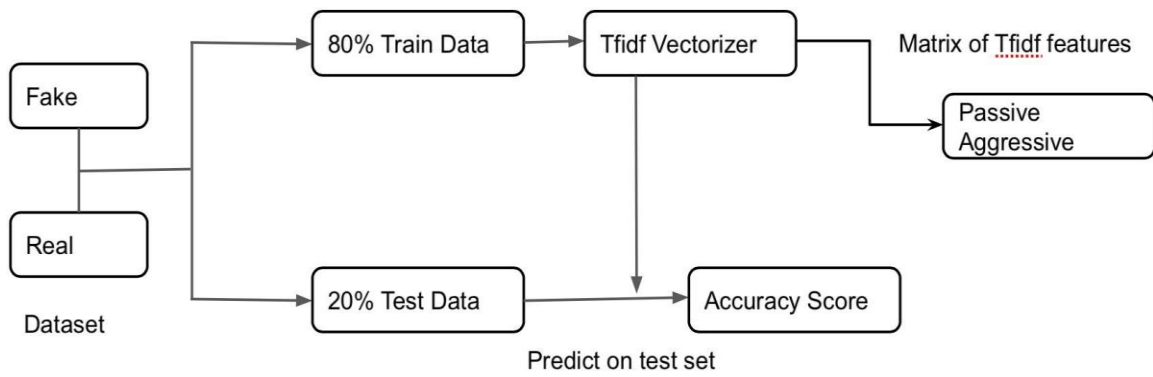 80% Train Data
Tfidf Vectorizer
Matrix of Tfidf features
Fake
Passive
Aggressive
Real
20% Test Data
Accuracy Score
Dataset
Predict on test set